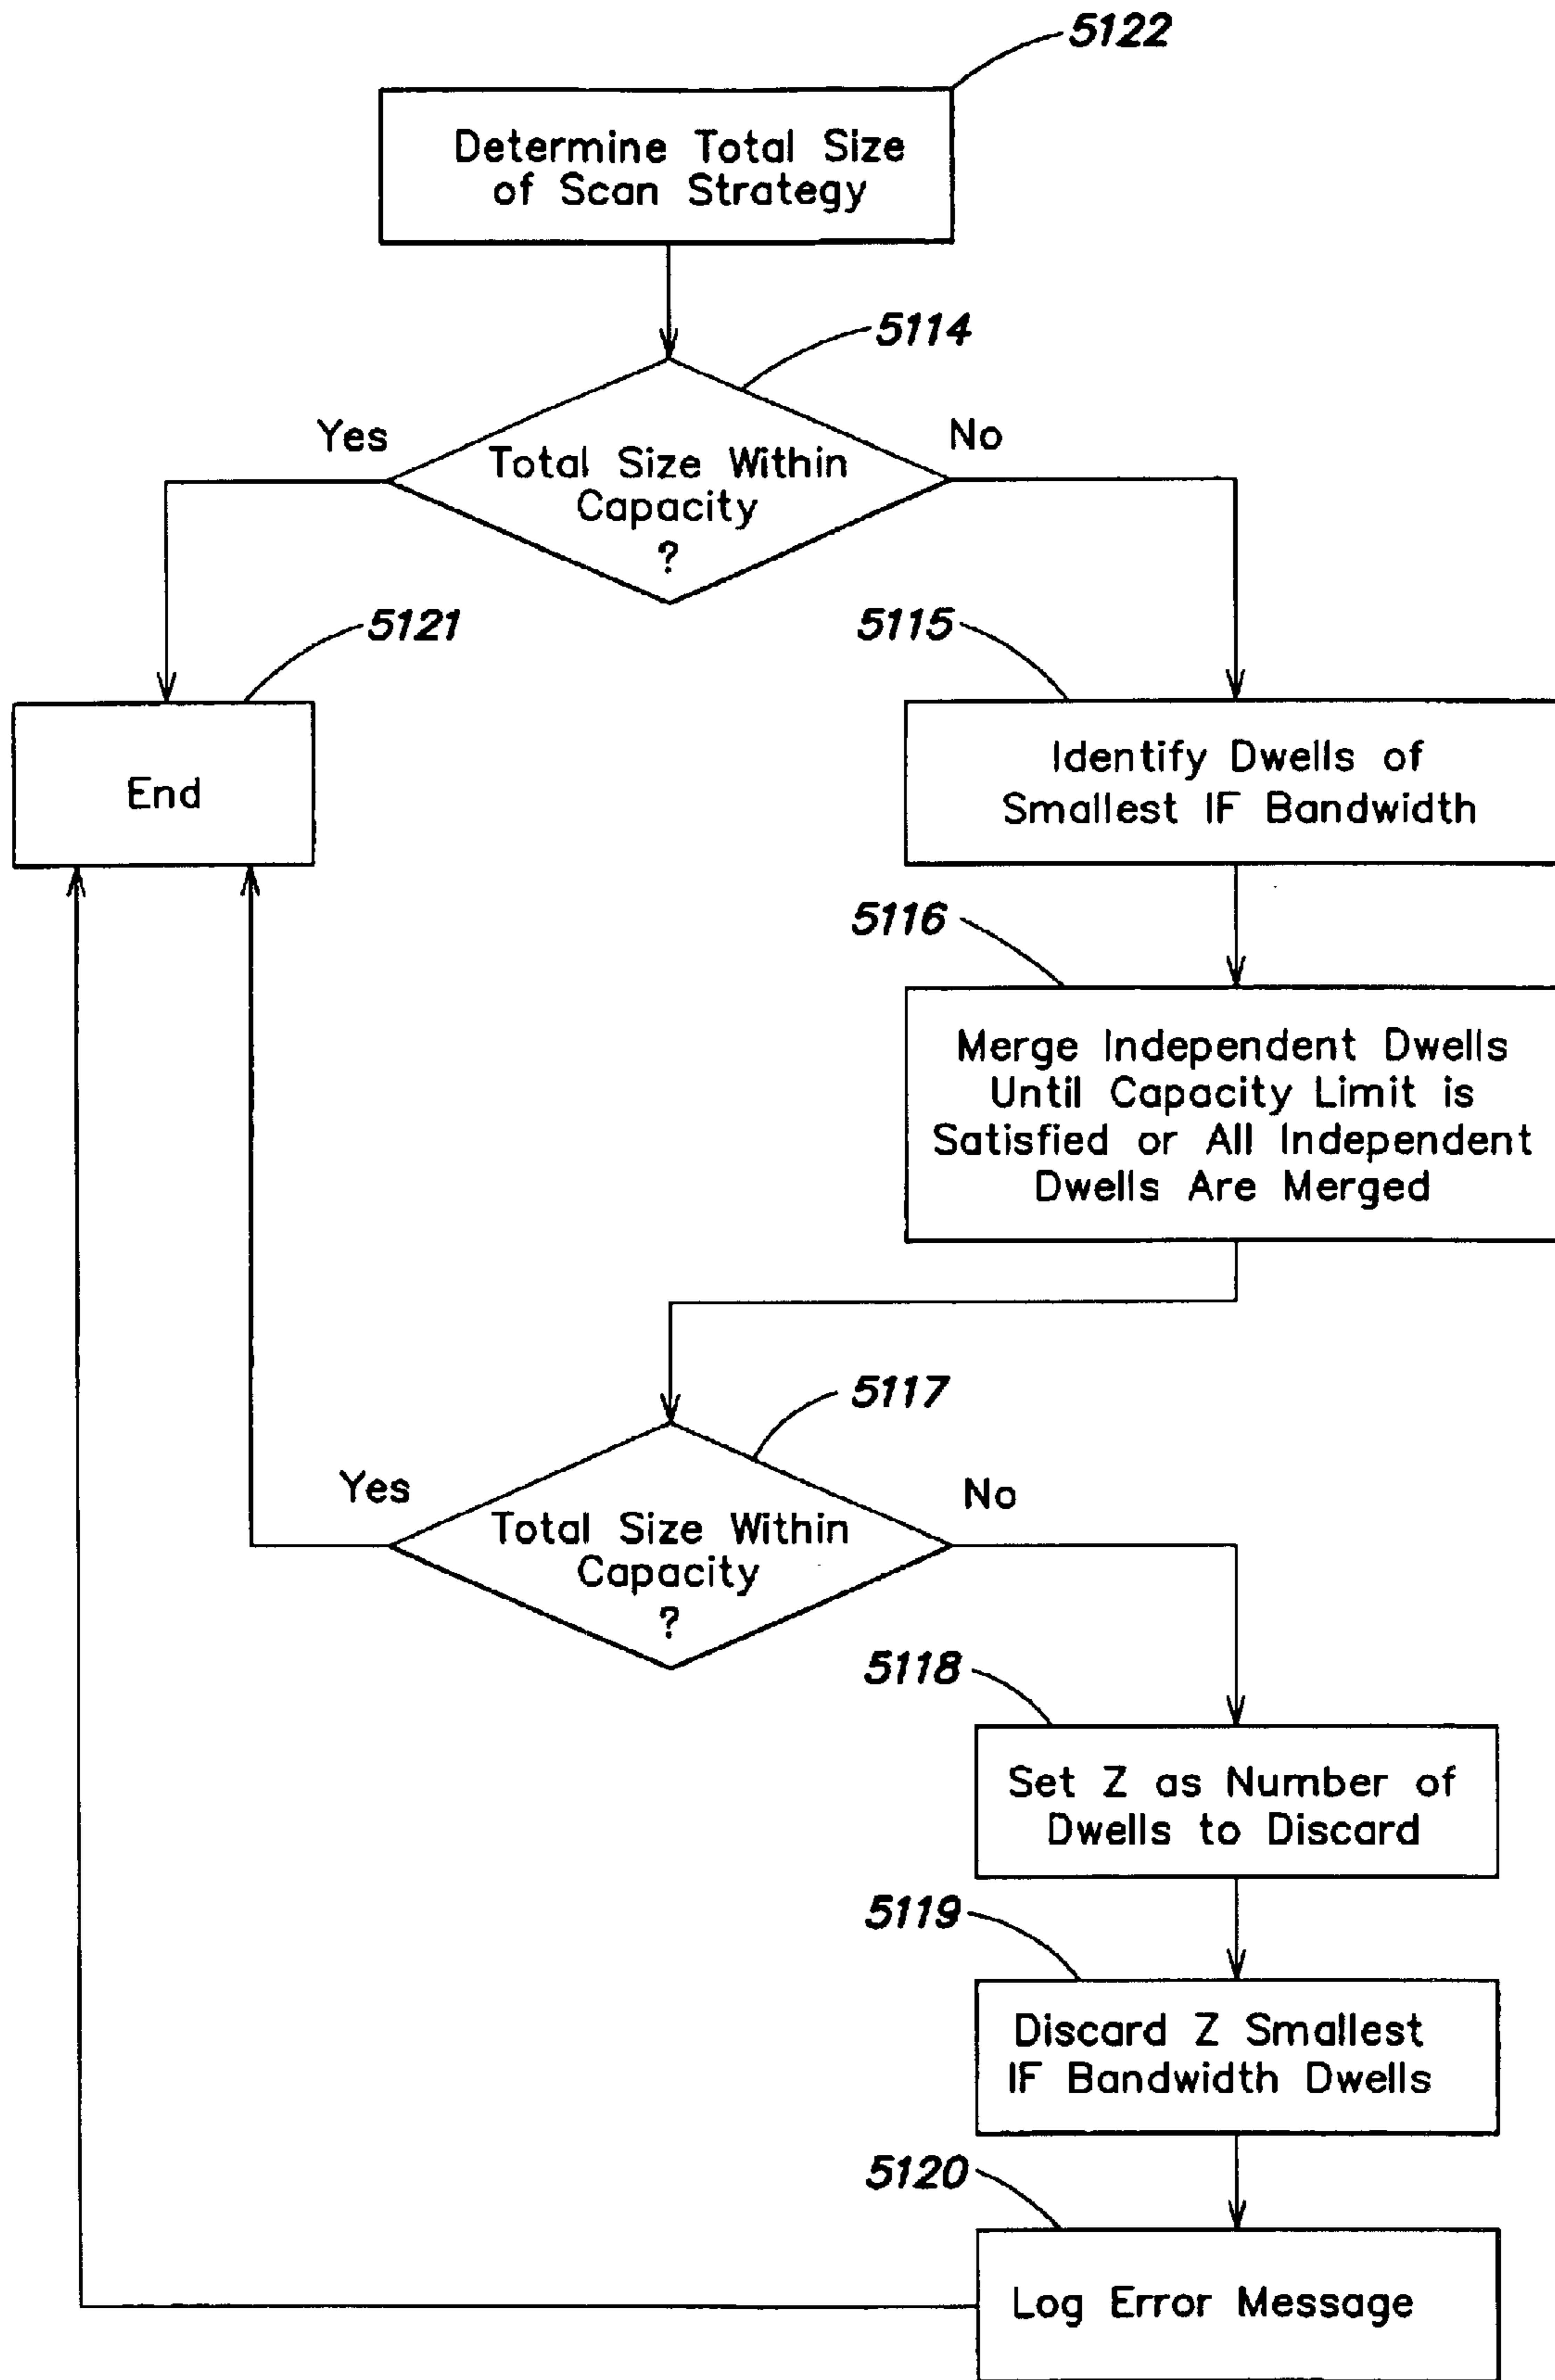 5122
Determine Total Size
of Scan Strategy
5114
Yes
No
Total Size Within
Capacity
?
5121
5115
End
Identify Dwells of
Smallest IF Bandwidth
5116
Merge Independent Dwells
Until Capacity Limit is
Satisfied or All Independent
Dwells Are Merged
5117
Yes
No
Total Size Within
Capacity
?
5118
Set Z as Number of
Dwells to Discard
5119
Discard Z Smallest
IF Bandwidth Dwells
5120
Log Error Message